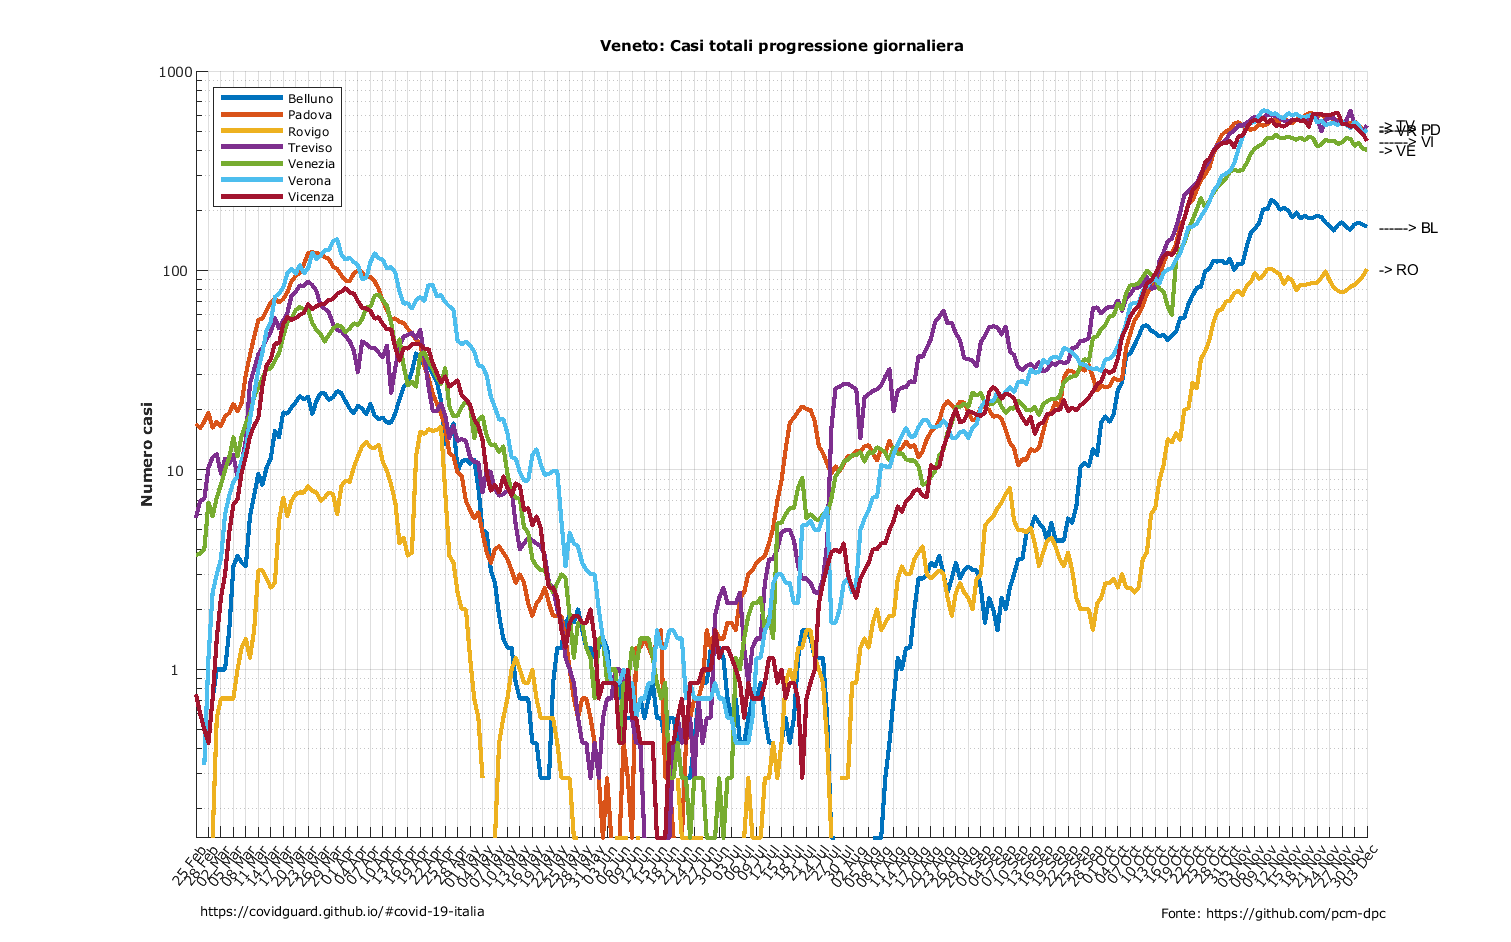 Veneto: Casi totali progressione giornaliera
Numero casi
1000
100
10
1
Belluno
Padova
Rovigo
Treviso
Venezia
Verona
Vicenza
-> TV
PD
------> VI
-> VE
------> BL
-> RO
25 Feb
28 Feb
02 Mar
05 Mar
08 Mar
11 Mar
14 Mar
17 Mar
20 Mar
23 Mar
26 Mar
29 Mar
01 Apr
04 Apr
07 Apr
10 Apr
13 Apr
16 Apr
19 Apr
22 Apr
25 Apr
28 Apr
01 May
04 May
07 May
10 May
13 May
16 May
19 May
22 May
25 May
28 May
31 May
03 Jun
06 Jun
09 Jun
12 Jun
15 Jun
18 Jun
21 Jun
24 Jun
27 Jun
30 Jun
03 Jul
06 Jul
09 Jul
12 Jul
15 Jul
18 Jul
21 Jul
24 Jul
27 Jul
30 Jul
02 Aug
05 Aug
08 Aug
11 Aug
14 Aug
17 Aug
20 Aug
23 Aug
26 Aug
29 Aug
01 Sep
04 Sep
07 Sep
10 Sep
13 Sep
16 Sep
19 Sep
22 Sep
25 Sep
28 Sep
01 Oct
04 Oct
07 Oct
10 Oct
13 Oct
16 Oct
19 Oct
22 Oct
25 Oct
28 Oct
31 Oct
03 Nov
06 Nov
09 Nov
12 Nov
15 Nov
18 Nov
21 Nov
24 Nov
27 Nov
30 Nov
03 Dec
https://covidguard.github.io/#covid-19-italia
Fonte: https://github.com/pcm-dpc